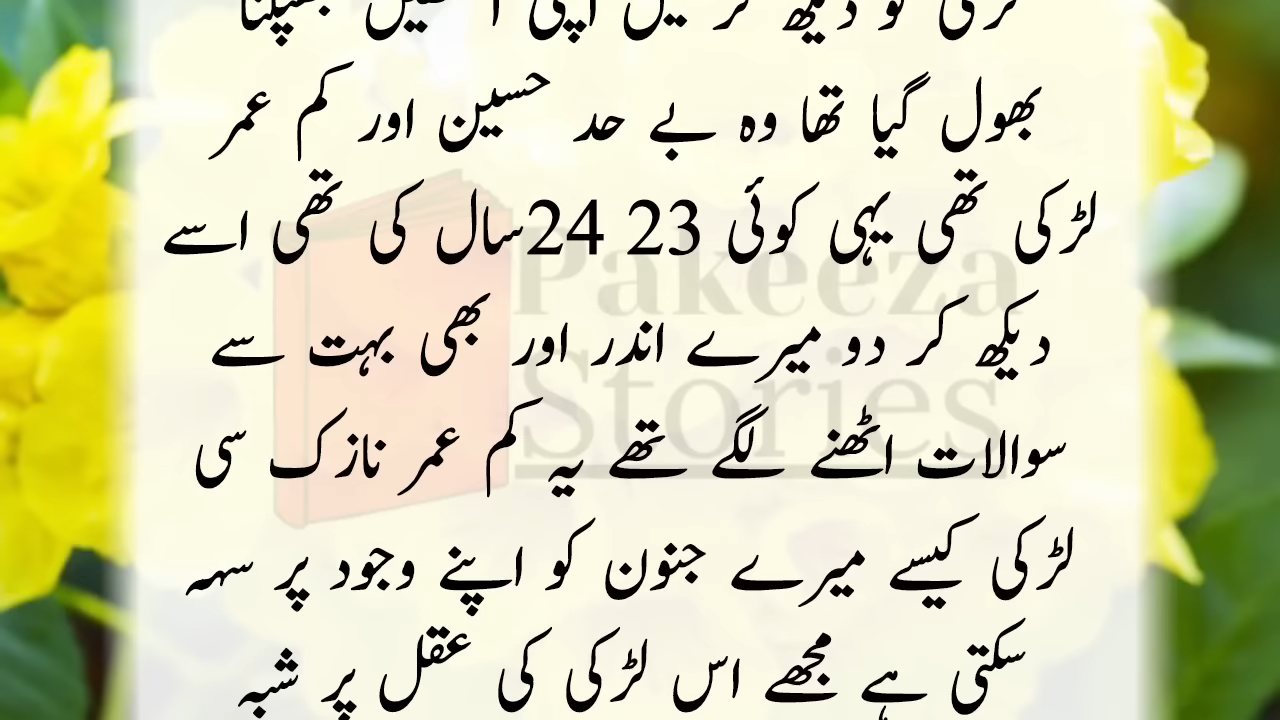 بھول گیا تھا وہ بے حد حسین اور کم عمر
لڑکی تھی یہی کوئی 23 24سال کی تھی اسے
دیکھ کر دو میرے اندر اور بھی بہت سے
سوالات اٹھنے لگے تھے یہ کم عمر نازک سی
لڑکی کیسے میرے جنون کو اپنے وجود پر سہہ
سکتی ہے مجھے اس لڑکی کی عقل پر شبہ
Pakeeza
Stories